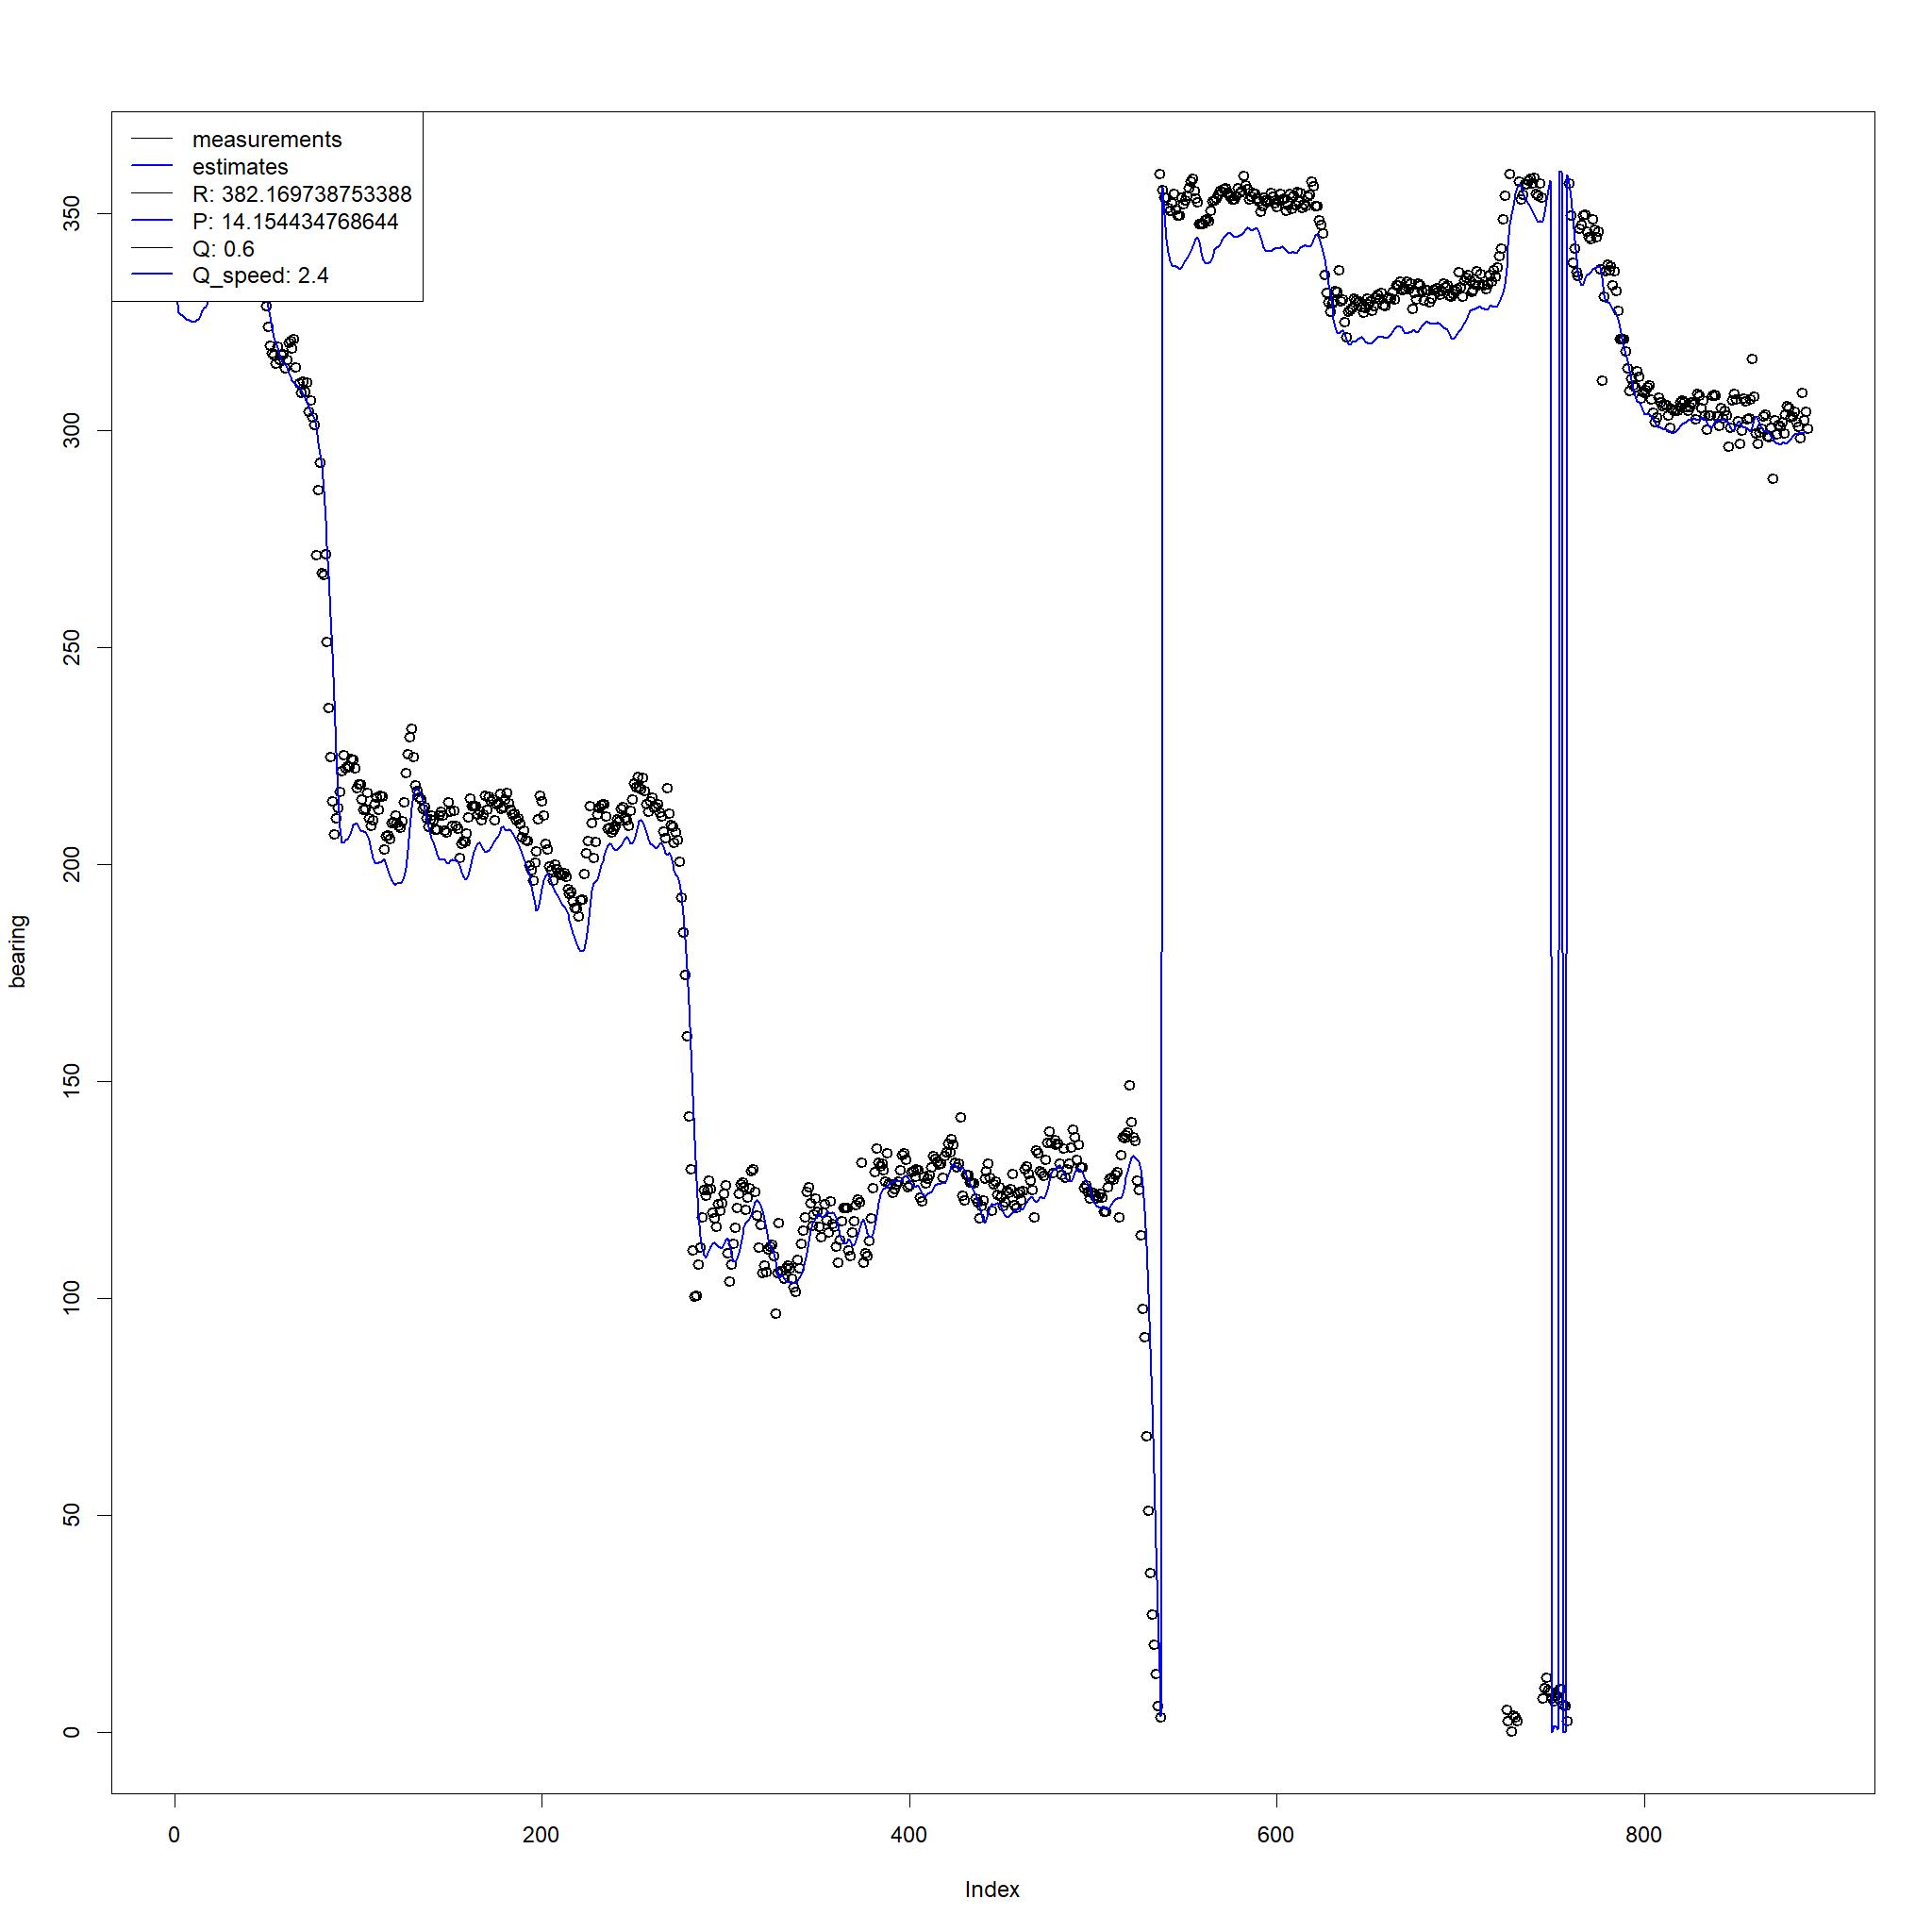 measurements
estimates
R: 382.169738753388
P: 14.154434768644
Q: 0.6
Q_speed: 2.4
350
300
250
200
150
100
50
0
bearing
0 200 400 600 800
Index